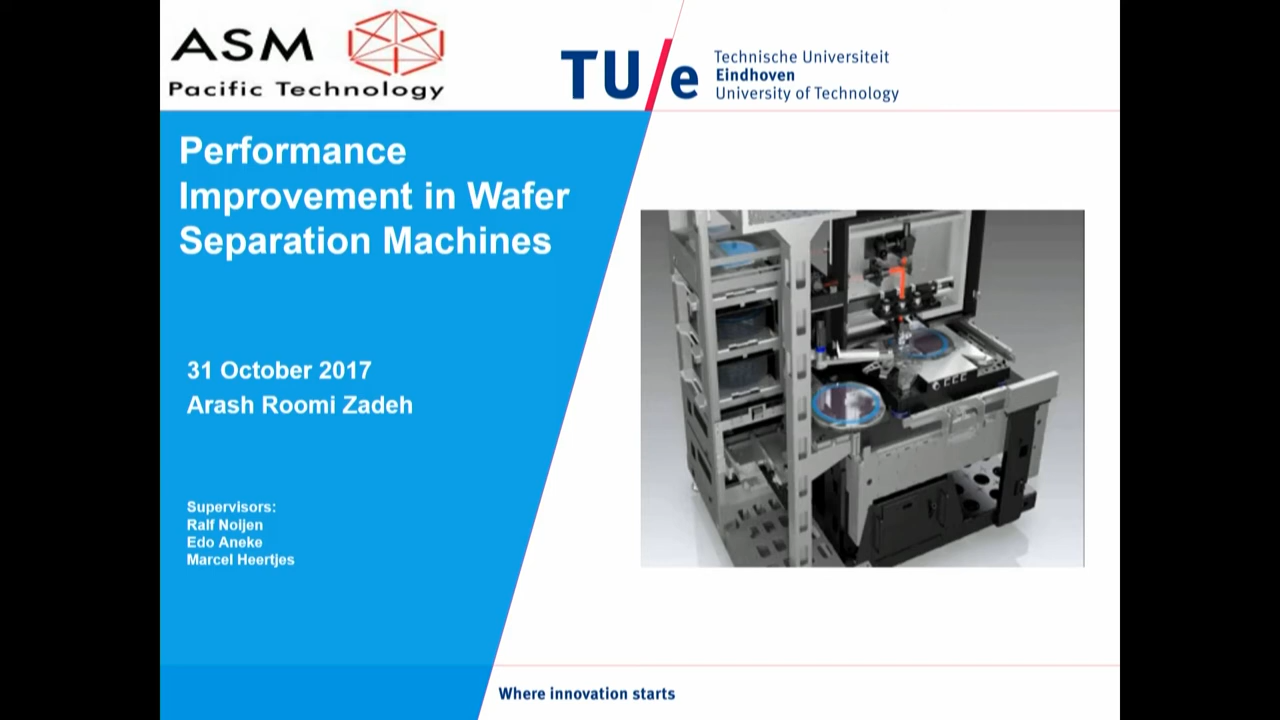 ASM
Pacific Technology
TU/e
Technische Universiteit
Eindhoven
University of Technology
Performance
Improvement in Wafer
Separation Machines
31 October 2017
Arash Roomi Zadeh
Supervisors:
Ralf Noijen
Edo Aneke
Marcel Heertjes
Where innovation starts